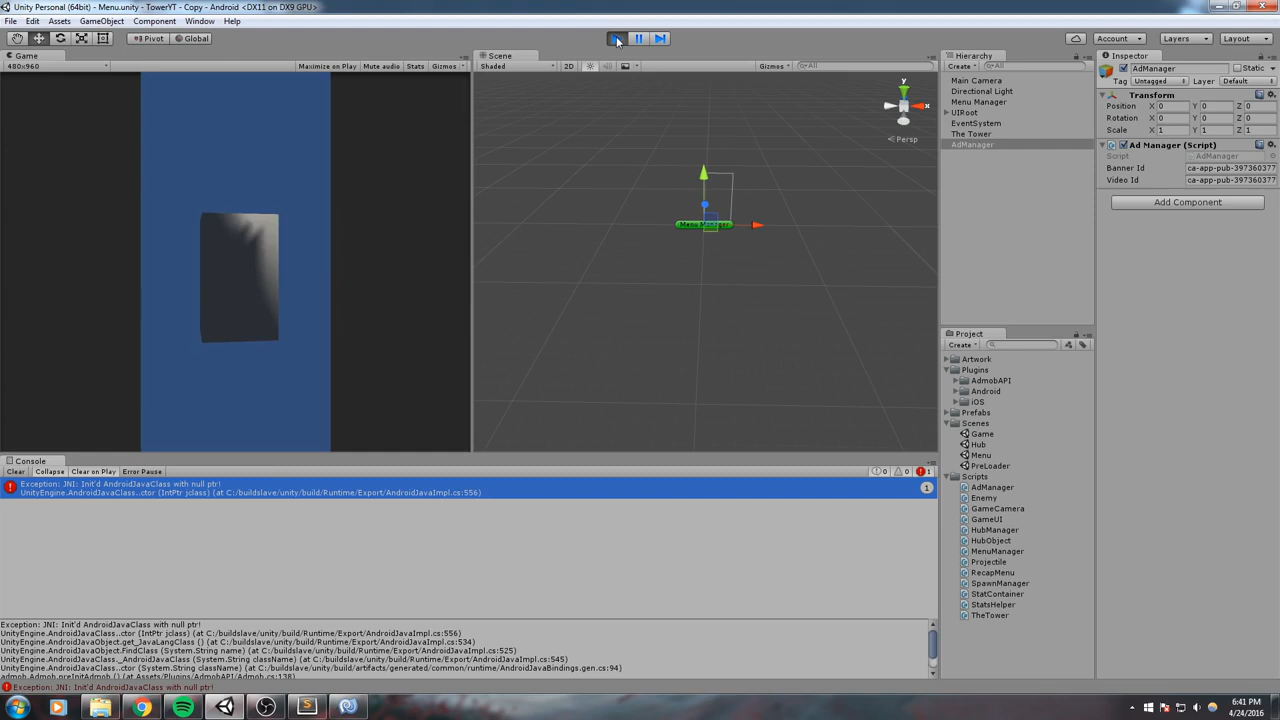 Unity Personal (64bit) - Menu.unity - TowerYT - Copy - Android <DX11 on DX9 GPU>
File Edit Assets GameObject Component Window Help
Pivot Global Account Layers Layout
Game Scene Hierarchy Inspector
480x960 Maximize on Play Mute audio Stats Gizmos Shaded 2D Gizmos All Create All
AdManager Static
Tag Untagged Layer Default
Main Camera
Directional Light
Menu Manager
UIRoot
EventSystem
The Tower
AdManager
Transform
Position X 0 Y 0 Z 0
Rotation X 0 Y 0 Z 0
Scale X 1 Y 1 Z 1
Ad Manager (Script)
Script AdManager
Banner Id ca-app-pub-397360377
Video Id ca-app-pub-397360377
Add Component
y
x
Persp
Menu Manager
Project
Create
Artwork
Plugins
AdmobAPI
Android
iOS
Prefabs
Scenes
Game
Hub
Menu
PreLoader
Scripts
AdManager
Enemy
GameCamera
GameUI
HubManager
HubObject
MenuManager
Projectile
RecapMenu
SpawnManager
StatContainer
StatsHelper
TheTower
Console
Clear Collapse Clear on Play Error Pause 0 0 1
Exception: JNI: Init'd AndroidJavaClass with null ptr!
UnityEngine.AndroidJavaClass..ctor (IntPtr jclass) (at C:/buildslave/unity/build/Runtime/Export/AndroidJavaImpl.cs:556)
1
Exception: JNI: Init'd AndroidJavaClass with null ptr!
UnityEngine.AndroidJavaClass..ctor (IntPtr jclass) (at C:/buildslave/unity/build/Runtime/Export/AndroidJavaImpl.cs:556)
UnityEngine.AndroidJavaObject.get_JavaLangClass () (at C:/buildslave/unity/build/Runtime/Export/AndroidJavaImpl.cs:534)
UnityEngine.AndroidJavaObject.FindClass (System.String name) (at C:/buildslave/unity/build/Runtime/Export/AndroidJavaImpl.cs:525)
UnityEngine.AndroidJavaClass._AndroidJavaClass (System.String className) (at C:/buildslave/unity/build/Runtime/Export/AndroidJavaImpl.cs:545)
UnityEngine.AndroidJavaClass..ctor (System.String className) (at C:/buildslave/unity/build/artifacts/generated/common/runtime/AndroidJavaBindings.gen.cs:94)
admob.Admob.preInitAdmob () (at Assets/Plugins/AdmobAPI/Admob.cs:138)
Exception: JNI: Init'd AndroidJavaClass with null ptr!
6:41 PM
4/24/2016